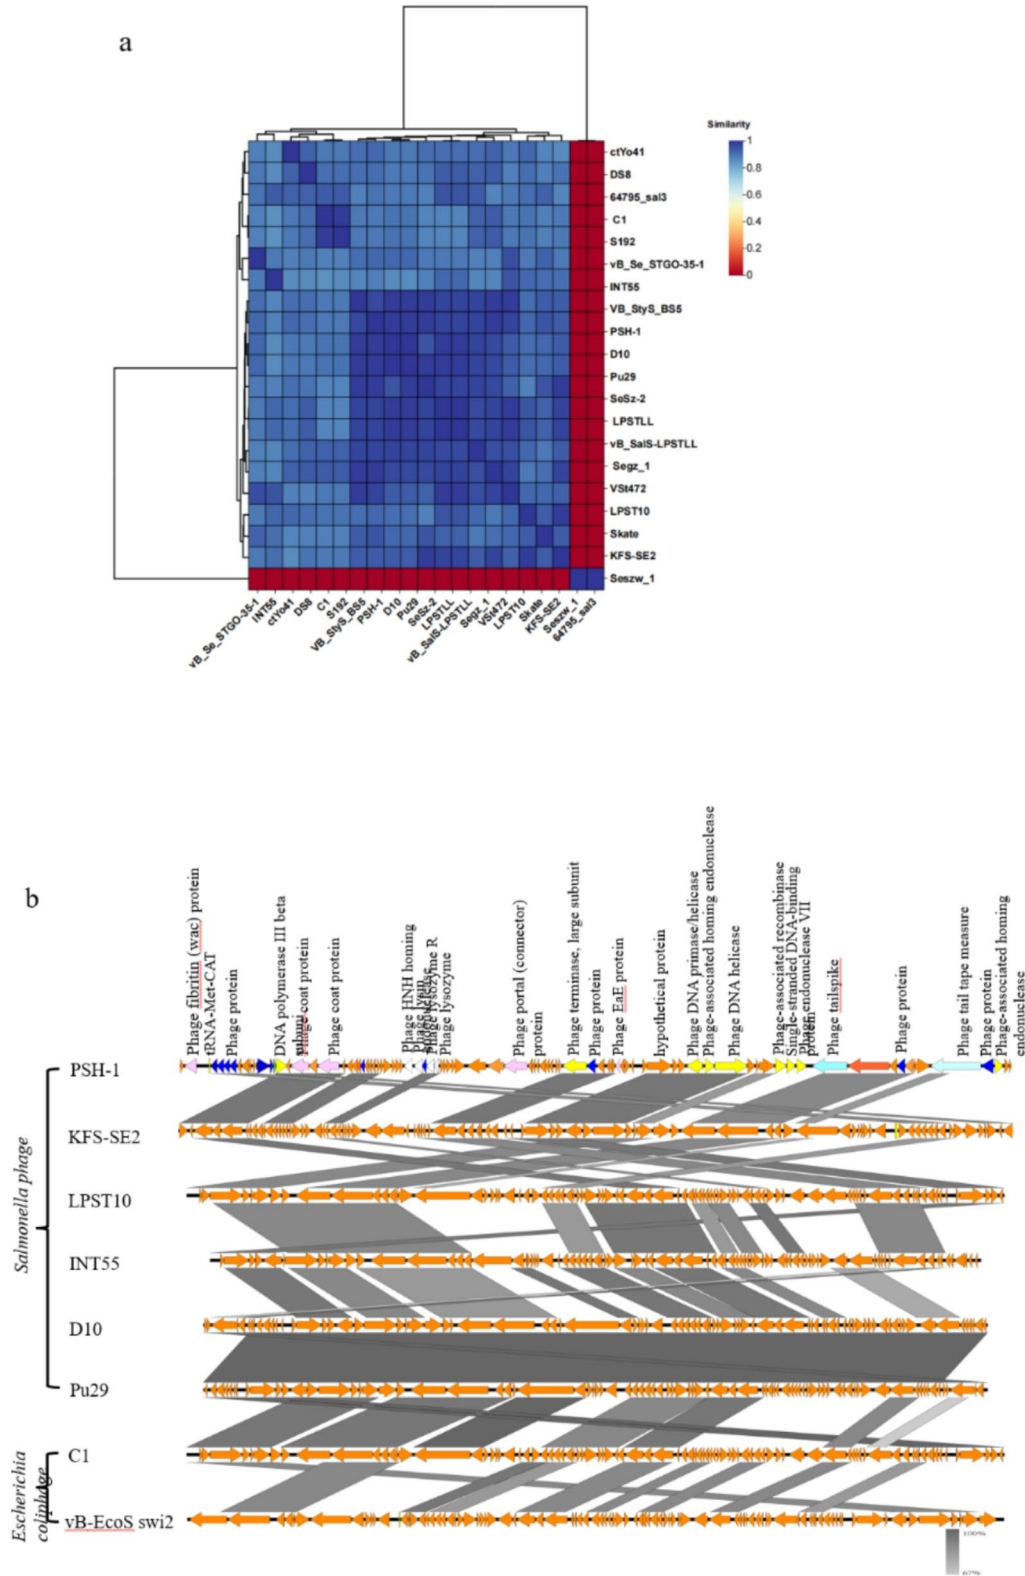 a
Similarity
1
0.8
0.6
0.4
0.2
0
ctYo41
DS8
64795_sal3
C1
S192
vB_Se_STGO-35-1
INT55
VB_StyS_BS5
PSH-1
D10
Pu29
SeSz-2
LPSTLL
vB_SalS-LPSTLL
Segz_1
VSt472
LPST10
Skate
KFS-SE2
Seszw_1
vB_Se_STGO-35-1
INT55
ctYo41
DS8
C1
S192
VB_StyS_BS5
PSH-1
D10
Pu29
SeSz-2
LPSTLL
vB_SalS-LPSTLL
Segz_1
VSt472
LPST10
Skate
KFS-SE2
Seszw_1
64795_sal3
b
Phage fibritin (wac) protein
tRNA-Met-CAT
Phage protein
DNA polymerase III beta
Phage coat protein
Phage coat protein
Phage HNH homing
Phage lysozyme R
Phage lysozyme
Phage portal (connector)
protein
Phage terminase, large subunit
Phage protein
Phage EaE protein
hypothetical protein
Phage DNA primase/helicase
Phage-associated homing endonuclease
Phage DNA helicase
Phage-associated recombinase
Single-stranded DNA-binding
protein
Phage endonuclease VII
Phage tailspike
Phage protein
Phage tail tape measure
Phage protein
Phage-associated homing
endonuclease
PSH-1
KFS-SE2
LPST10
INT55
D10
Pu29
C1
vB-EcoS swi2
Salmonella phage
Escherichia
coliphage
100%
67%